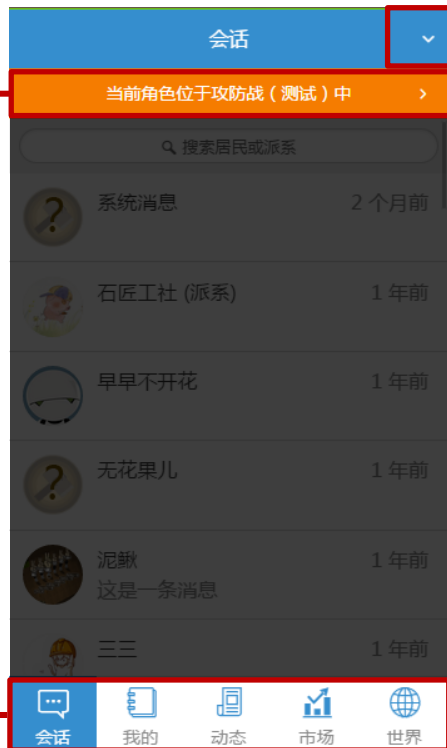 会话
当前角色位于攻防战（测试）中
搜索居民或派系
系统消息
2 个月前
石匠工社 (派系)
1 年前
早早不开花
1 年前
无花果儿
1 年前
泥鳅
1 年前
这是一条消息
三三
1 年前
会话
我的
动态
市场
世界